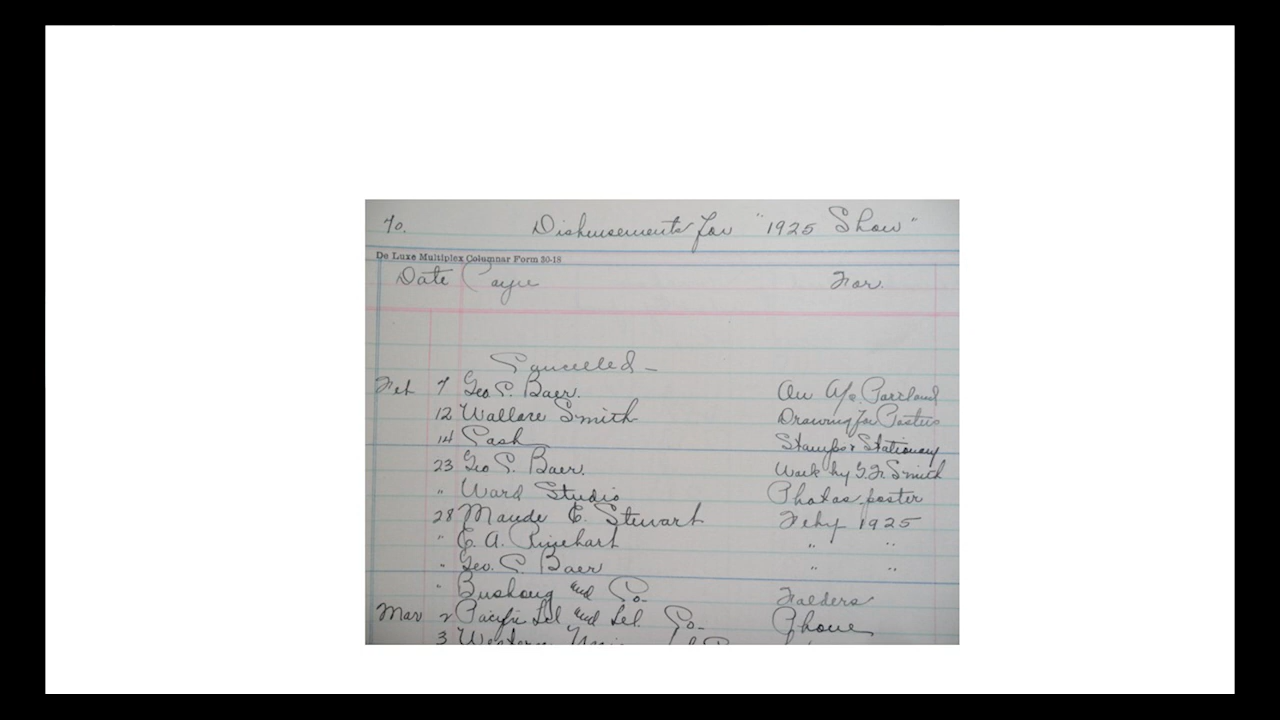 70. Disbursements for "1925 Show"
De Luxe Multiplex Columnar Form 30-18
Date Payee For.
Cancelled -
Feb 7 Geo P. Baer. On a/c Portland
12 Wallace Smith Drawing for Posters
14 Cash Stamps & Stationary
23 Geo P. Baer. Work by Smith
" Ward Studio Photos poster
28 Maude E. Stewart Feby 1925
" E. A. Rinehart " "
" Geo. P. Baer " "
" Bushong and Co. Folders
Mar 2 Pacific Tel and Tel. Co. Phone
3 Western